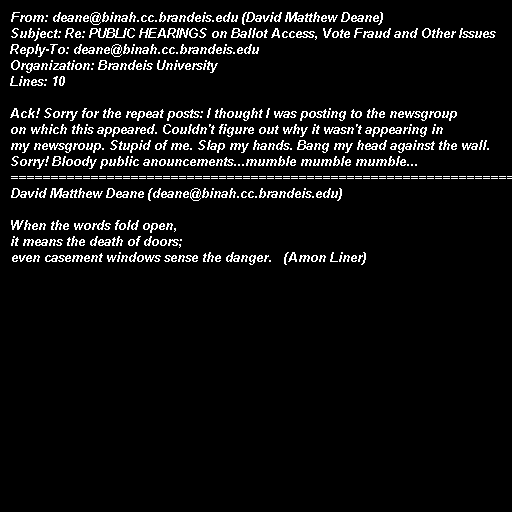 From: deane@binah.cc.brandeis.edu (David Matthew Deane)
Subject: Re: PUBLIC HEARINGS on Ballot Access, Vote Fraud and Other Issues
Reply-To: deane@binah.cc.brandeis.edu
Organization: Brandeis University
Lines: 10

Ack! Sorry for the repeat posts: I thought I was posting to the newsgroup
on which this appeared. Couldn't figure out why it wasn't appearing in
my newsgroup. Stupid of me. Slap my hands. Bang my head against the wall.
Sorry! Bloody public anouncements...mumble mumble mumble...
===============================================================
David Matthew Deane (deane@binah.cc.brandeis.edu)

When the words fold open,
it means the death of doors;
even casement windows sense the danger.   (Amon Liner)